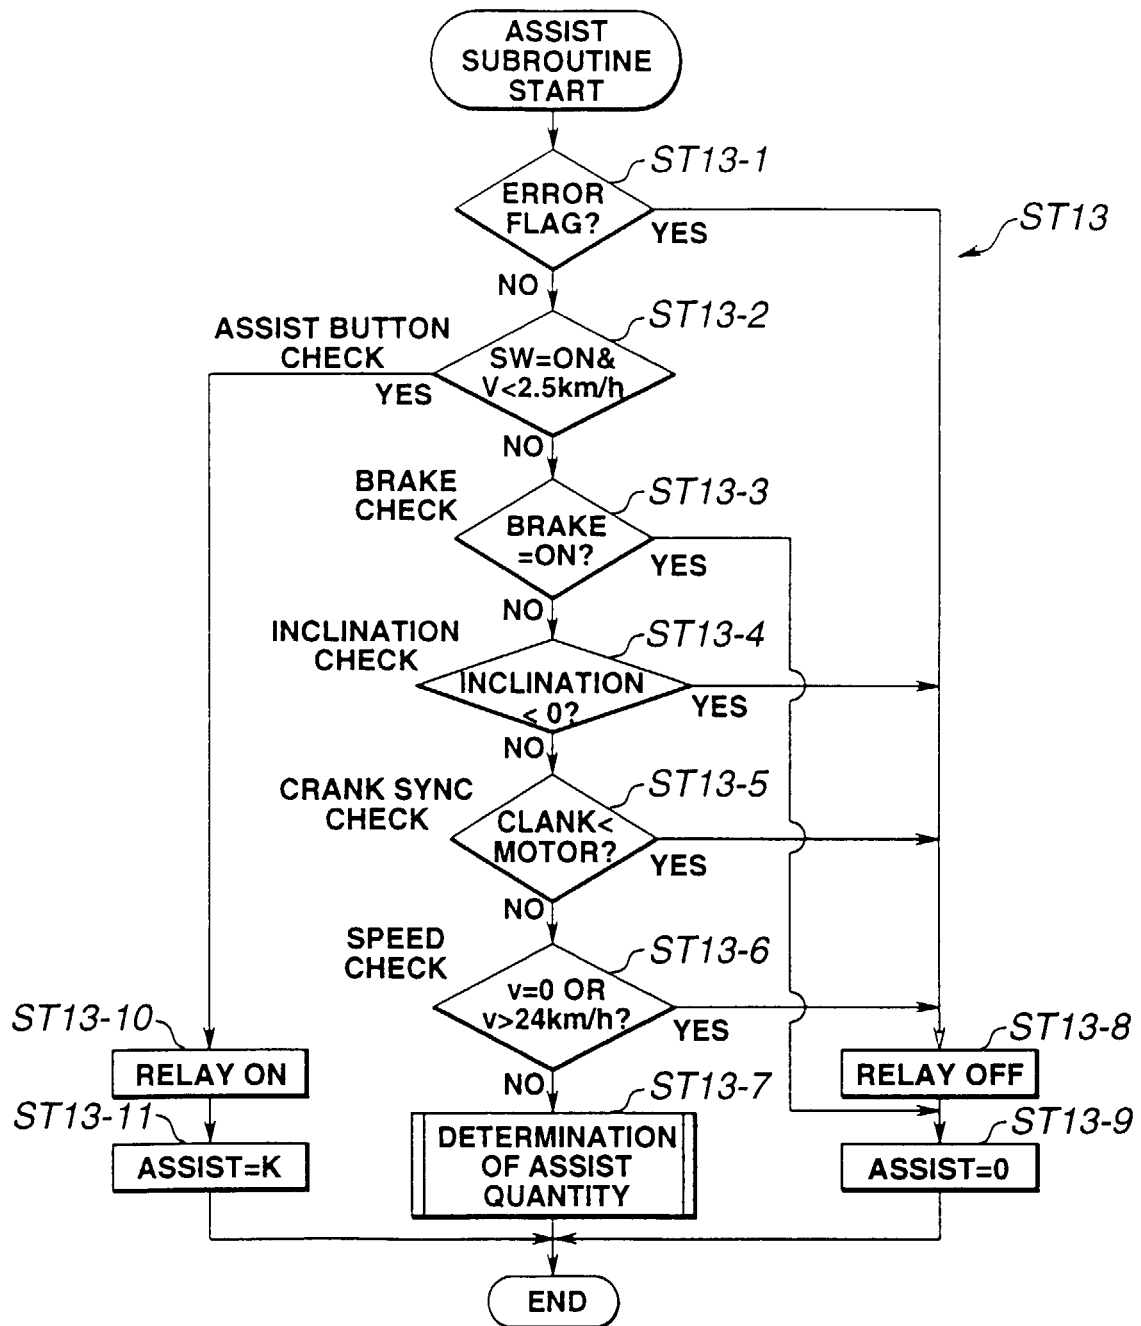 ASSIST
SUBROUTINE
START
ST13-1
ERROR
FLAG?
YES
ST13
NO
ST13-2
ASSIST BUTTON
CHECK
SW=ON&
V<2.5km/h
YES
NO
BRAKE
CHECK
ST13-3
BRAKE
=ON?
YES
NO
INCLINATION
CHECK
ST13-4
INCLINATION
< 0?
YES
NO
CRANK SYNC
CHECK
ST13-5
CLANK<
MOTOR?
YES
NO
SPEED
CHECK
ST13-6
v=0 OR
v>24km/h?
YES
NO
ST13-10
RELAY ON
ST13-8
RELAY OFF
ST13-7
DETERMINATION
OF ASSIST
QUANTITY
ST13-11
ASSIST=K
ST13-9
ASSIST=0
END